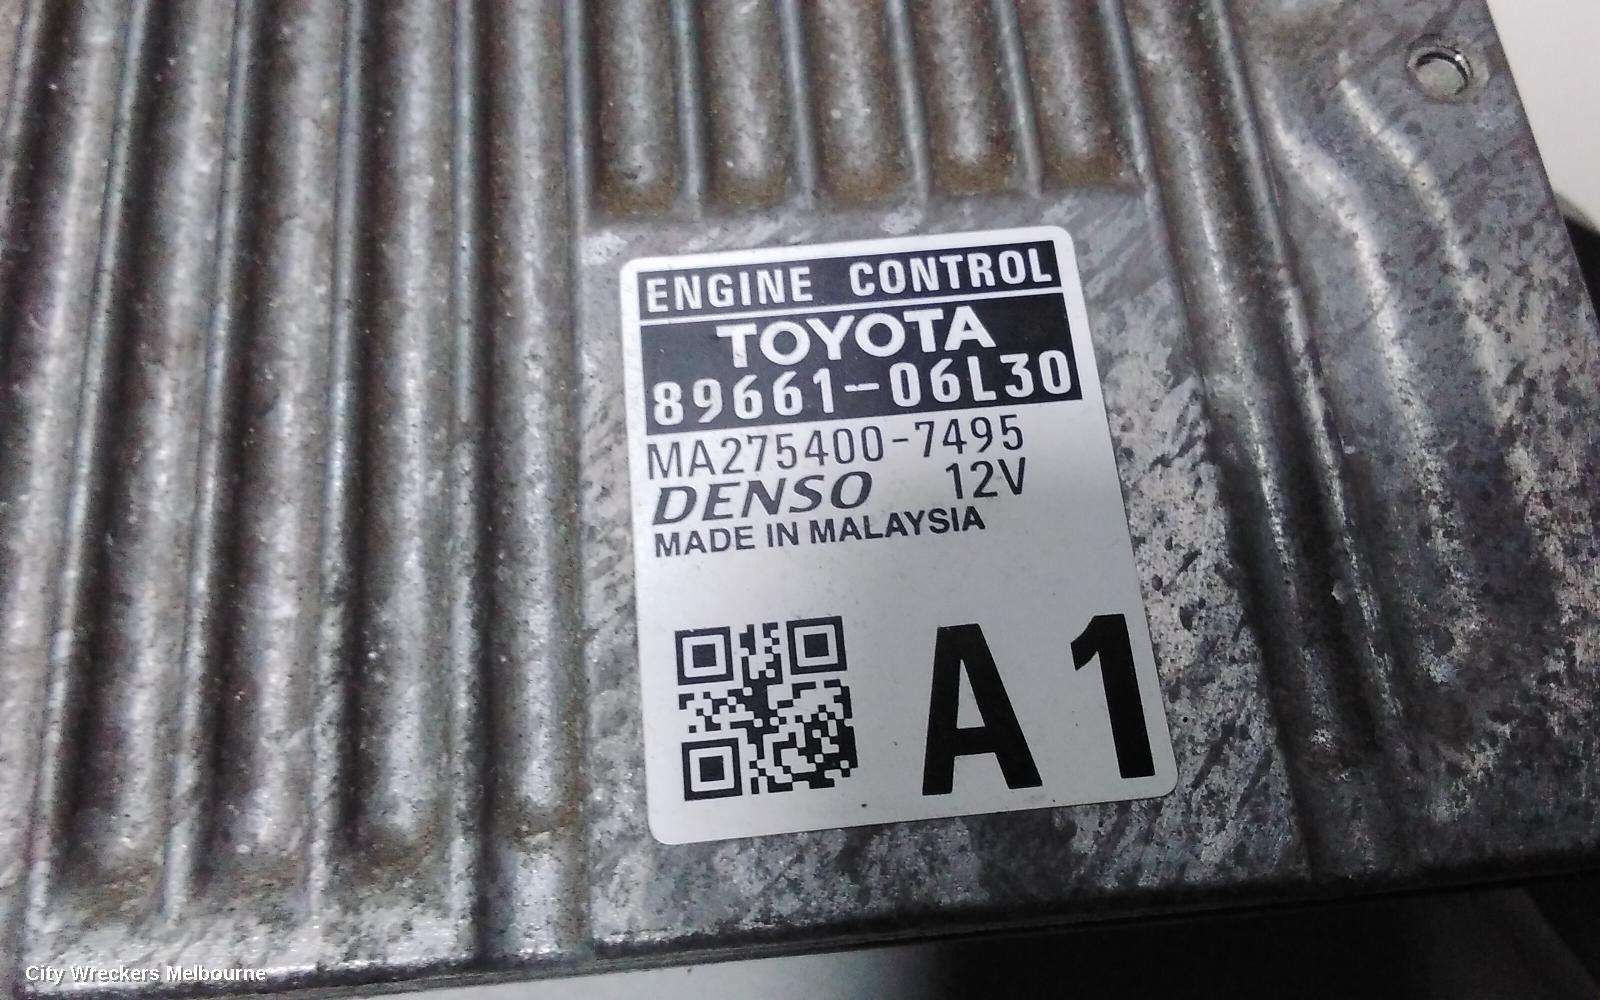 ENGINE CONTROL
TOYOTA
89661-06L30
MA275400-7495
DENSO 12V
MADE IN MALAYSIA
A1
City Wreckers Melbourne